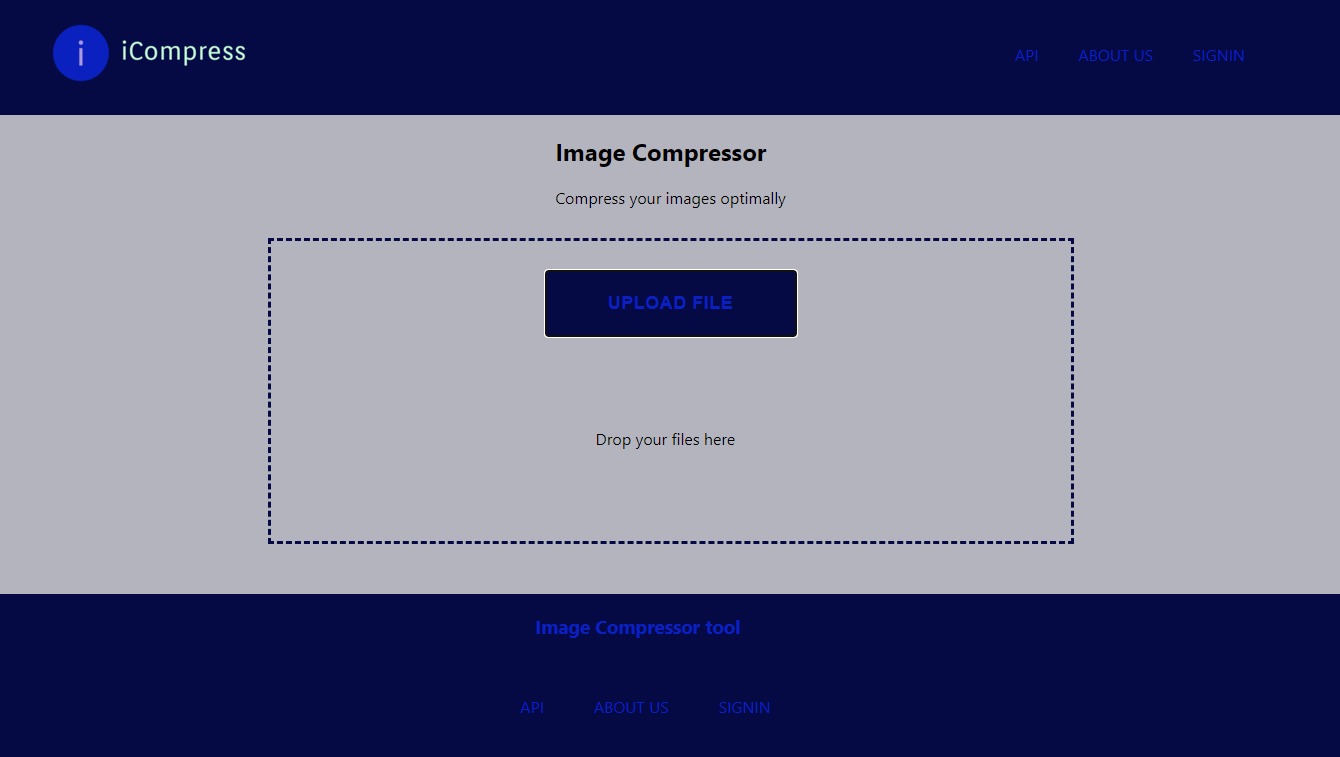 i iCompress
API ABOUT US SIGNIN
Image Compressor
Compress your images optimally
UPLOAD FILE
Drop your files here
Image Compressor tool
API ABOUT US SIGNIN